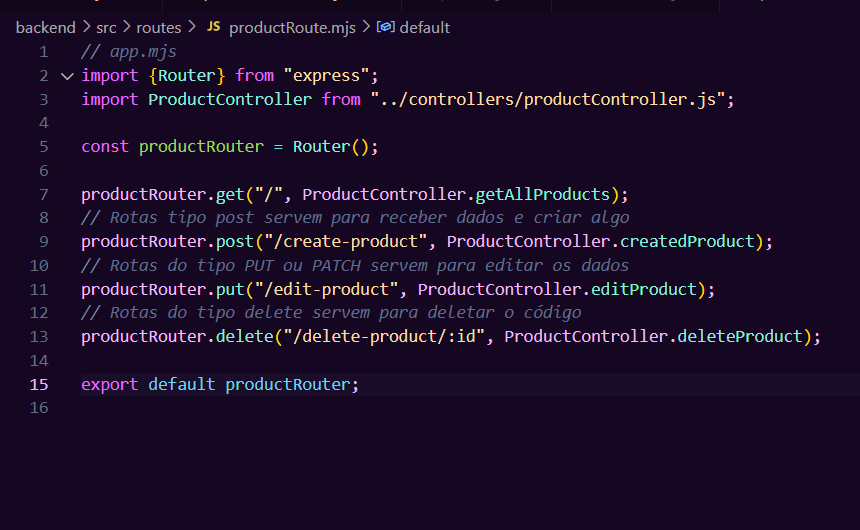 backend > src > routes > JS productRoute.mjs > default
1 // app.mjs
2 import {Router} from "express";
3 import ProductController from "../controllers/productController.js";
4
5 const productRouter = Router();
6
7 productRouter.get("/", ProductController.getAllProducts);
8 // Rotas tipo post servem para receber dados e criar algo
9 productRouter.post("/create-product", ProductController.createdProduct);
10 // Rotas do tipo PUT ou PATCH servem para editar os dados
11 productRouter.put("/edit-product", ProductController.editProduct);
12 // Rotas do tipo delete servem para deletar o código
13 productRouter.delete("/delete-product/:id", ProductController.deleteProduct);
14
15 export default productRouter;
16